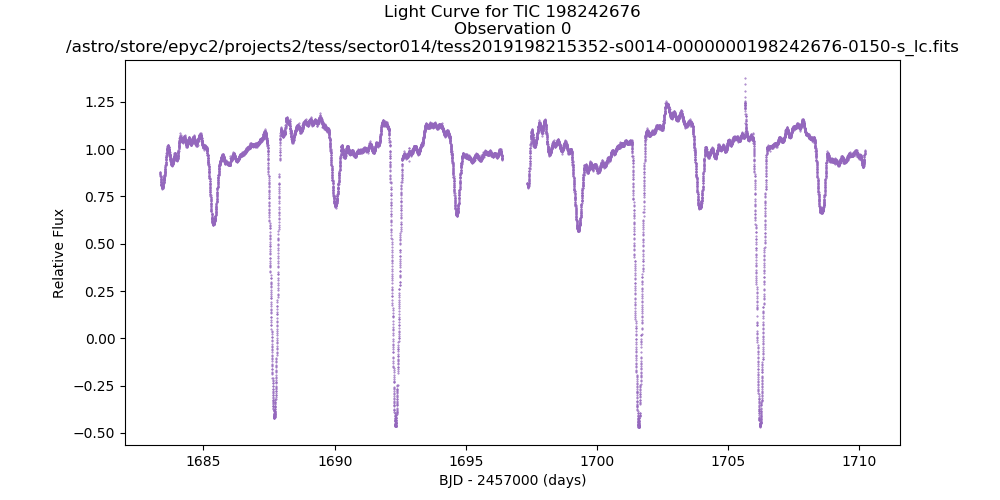 Light Curve for TIC 198242676
Observation 0
/astro/store/epyc2/projects2/tess/sector014/tess2019198215352-s0014-0000000198242676-0150-s_lc.fits
Relative Flux
1.25
1.00
0.75
0.50
0.25
0.00
−0.25
−0.50
1685
1690
1695
1700
1705
1710
BJD - 2457000 (days)